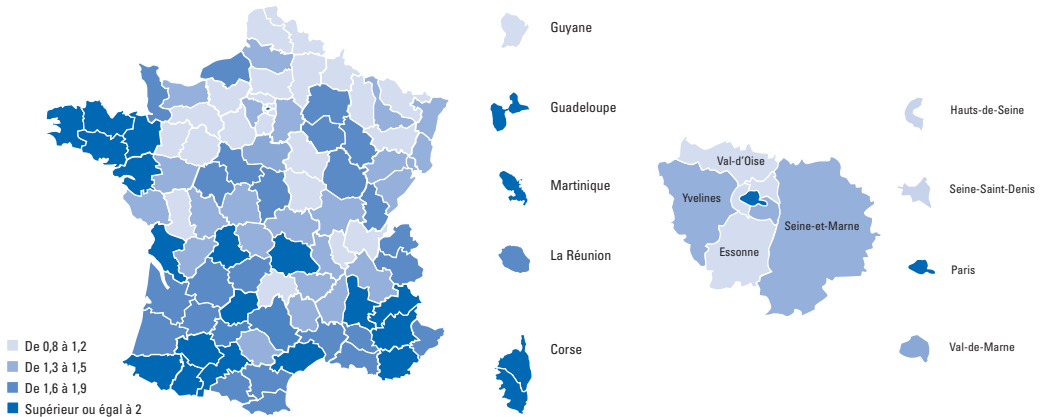 Guyane
Guadeloupe
Martinique
La Réunion
Corse
De 0,8 à 1,2
De 1,3 à 1,5
De 1,6 à 1,9
Supérieur ou égal à 2
Val-d'Oise
Yvelines
Seine-et-Marne
Essonne
Hauts-de-Seine
Seine-Saint-Denis
Paris
Val-de-Marne